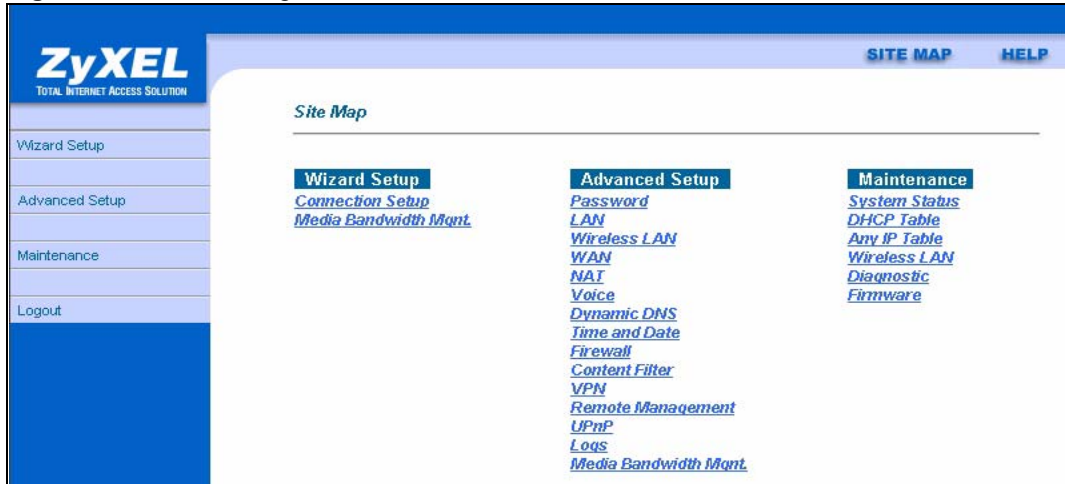 ZyXEL
TOTAL INTERNET ACCESS SOLUTION
SITE MAP HELP
Wizard Setup
Advanced Setup
Maintenance
Logout
Site Map
Wizard Setup
Connection Setup
Media Bandwidth Mgnt.
Advanced Setup
Password
LAN
Wireless LAN
WAN
NAT
Voice
Dynamic DNS
Time and Date
Firewall
Content Filter
VPN
Remote Management
UPnP
Logs
Media Bandwidth Mgnt.
Maintenance
System Status
DHCP Table
Any IP Table
Wireless LAN
Diagnostic
Firmware